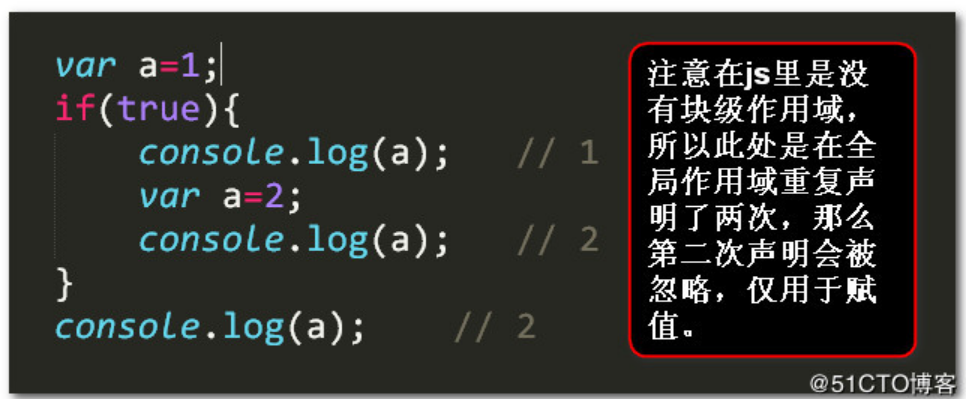 var a=1;
if(true){
    console.log(a);    // 1
    var a=2;
    console.log(a);    // 2
}
console.log(a);    // 2
注意在js里是没
有块级作用域，
所以此处是在全
局作用域重复声
明了两次，那么
第二次声明会被
忽略，仅用于赋
值。
@51CTO博客